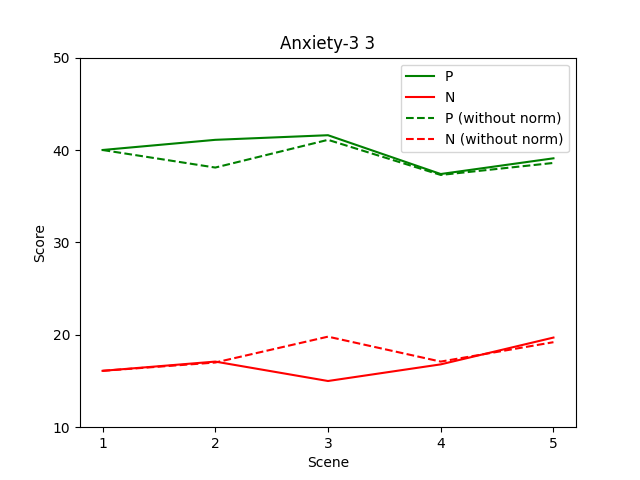 Anxiety-3 3
50
40
30
20
10
Score
P
N
P (without norm)
N (without norm)
1 2 3 4 5
Scene